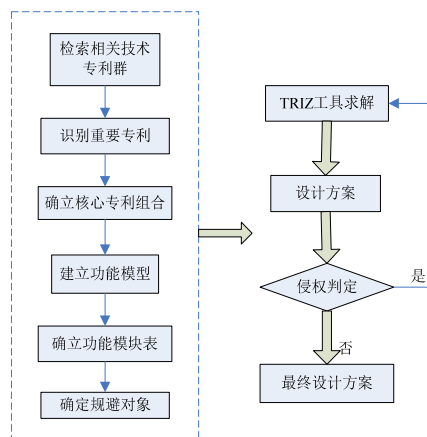 检索相关技术
专利群
识别重要专利
确立核心专利组合
建立功能模型
确立功能模块表
确定规避对象
TRIZ工具求解
设计方案
侵权判定
是
否
最终设计方案